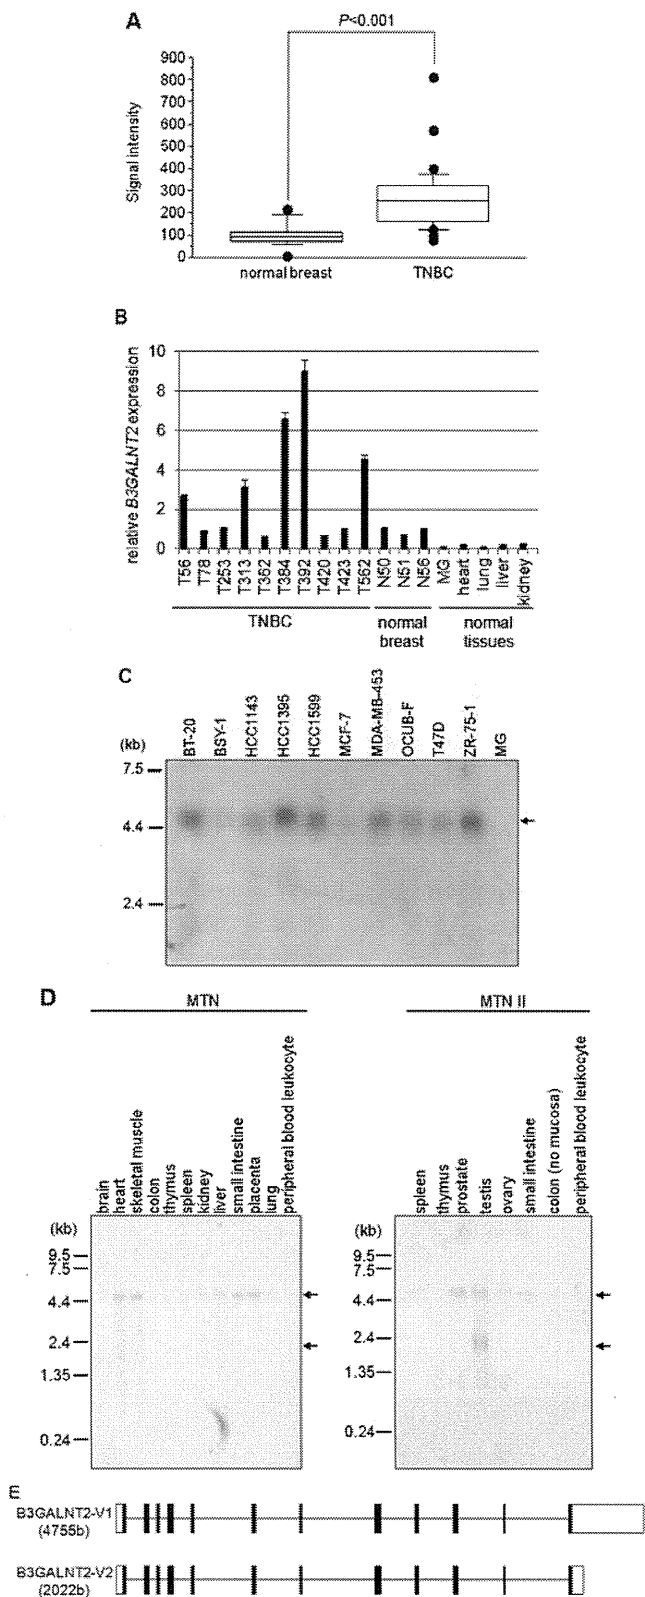 A
P<0.001
Signal intensity
900
800
700
600
500
400
300
200
100
0
normal breast
TNBC
B
relative B3GALNT2 expression
10
8
6
4
2
0
T56
T78
T253
T313
T362
T384
T392
T420
T423
T562
N50
N51
N56
MG
heart
lung
liver
kidney
TNBC
normal breast
normal tissues
C
(kb)
BT-20
BSY-1
HCC1143
HCC1395
HCC1599
MCF-7
MDA-MB-453
OCUB-F
T47D
ZR-75-1
MG
7.5
4.4
2.4
D
MTN
brain
heart
skeletal muscle
colon
thymus
spleen
kidney
liver
small intestine
placenta
lung
peripheral blood leukocyte
(kb)
9.5
7.5
4.4
2.4
1.35
0.24
MTN II
spleen
thymus
prostate
testis
ovary
small intestine
colon (no mucosa)
peripheral blood leukocyte
(kb)
9.5
7.5
4.4
2.4
1.35
0.24
E
B3GALNT2-V1
(4755b)
B3GALNT2-V2
(2022b)